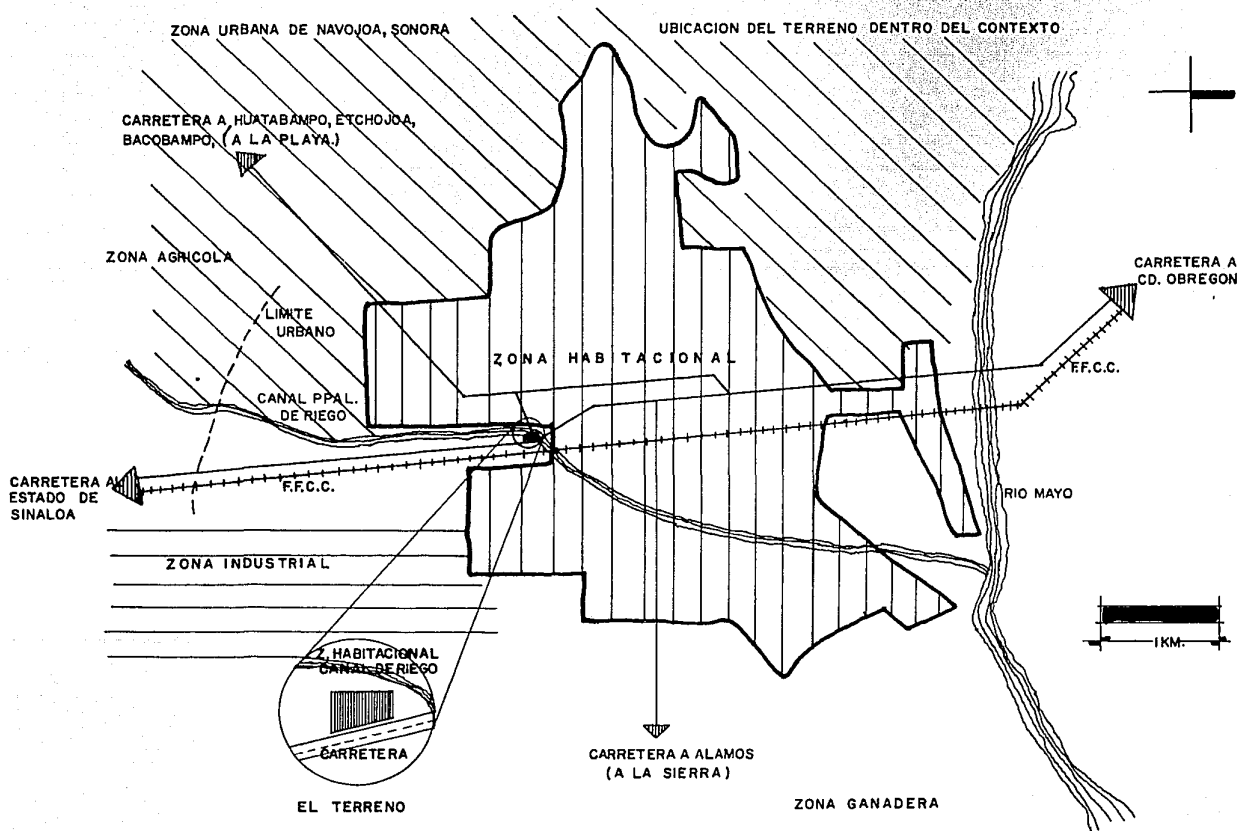 ZONA URBANA DE NAVOJOA, SONORA
UBICACION DEL TERRENO DENTRO DEL CONTEXTO
CARRETERA A HUATABAMPO, ETCHOJOA,
BACOBAMPO, (A LA PLAYA.)
ZONA AGRICOLA
CARRETERA A
CD. OBREGON
LIMITE
URBANO
ZONA HABITACIONAL
F.F.C.C.
CANAL PPAL.
DE RIEGO
CARRETERA AL
ESTADO DE
SINALOA
F.F.C.C.
RIO MAYO
ZONA INDUSTRIAL
1 KM.
Z. HABITACIONAL
CANAL DE RIEGO
CARRETERA
CARRETERA A ALAMOS
(A LA SIERRA)
EL TERRENO
ZONA GANADERA